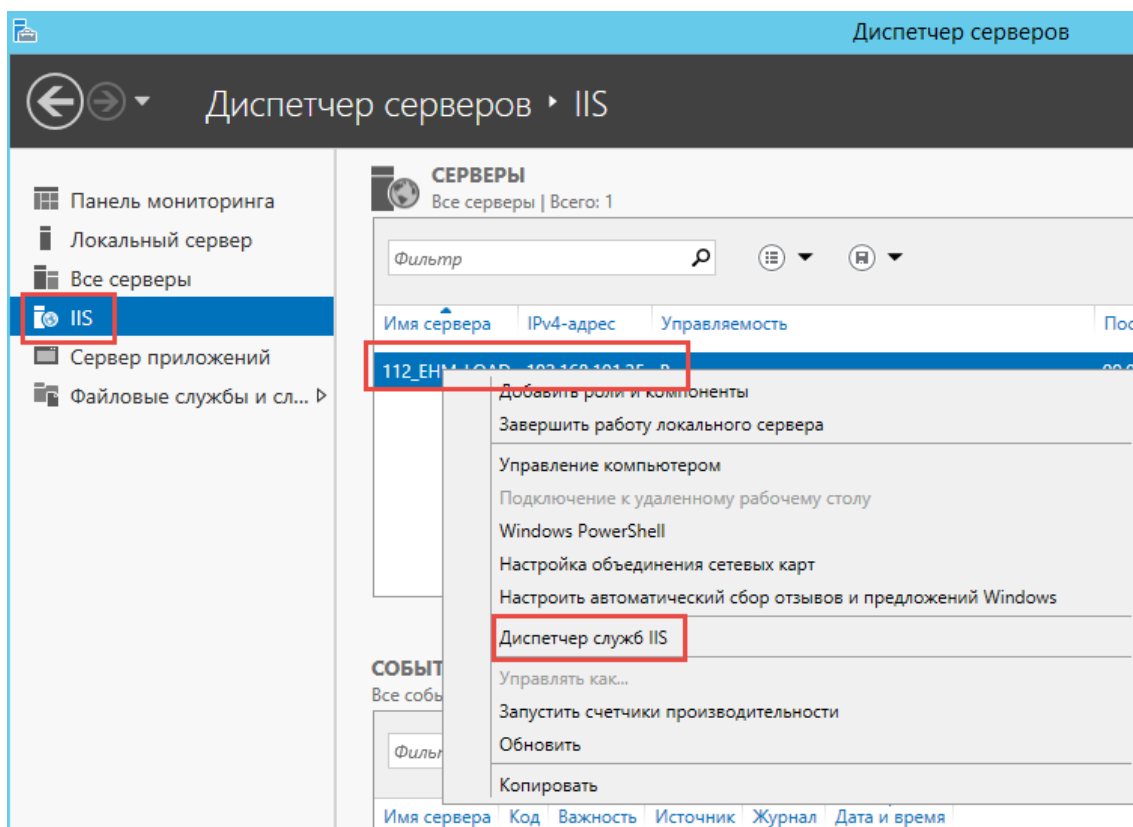 Диспетчер серверов
Диспетчер серверов ‣ IIS
Панель мониторинга
Локальный сервер
Все серверы
IIS
Сервер приложений
Файловые службы и сл...
СЕРВЕРЫ
Все серверы | Всего: 1
Фильтр
Имя сервера IPv4-адрес Управляемость
Добавить роли и компоненты
Завершить работу локального сервера
Управление компьютером
Подключение к удаленному рабочему столу
Windows PowerShell
Настройка объединения сетевых карт
Настроить автоматический сбор отзывов и предложений Windows
Диспетчер служб IIS
Управлять как...
Запустить счетчики производительности
Обновить
Копировать
Имя сервера Код Важность Источник Журнал Дата и время